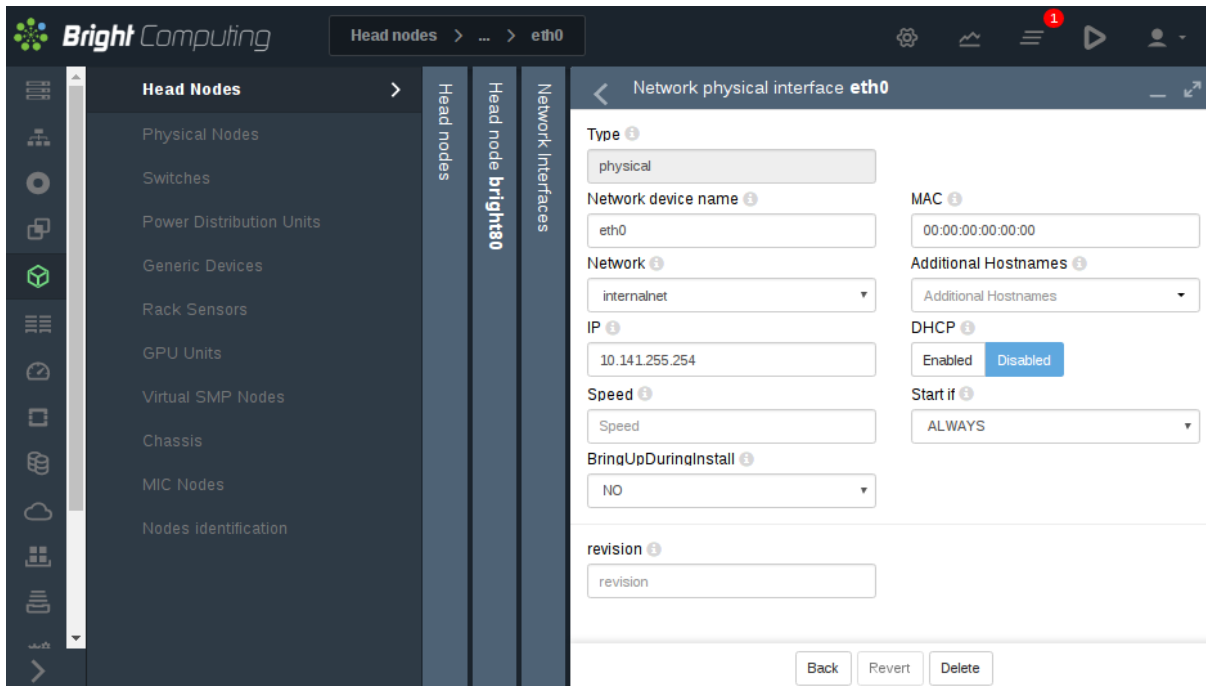 Bright Computing
Head nodes > ... > eth0
1
Head Nodes
Physical Nodes
Switches
Power Distribution Units
Generic Devices
Rack Sensors
GPU Units
Virtual SMP Nodes
Chassis
MIC Nodes
Nodes identification
Head nodes
Head node bright80
Network Interfaces
Network physical interface eth0
Type
physical
Network device name
eth0
MAC
00:00:00:00:00:00
Network
internalnet
Additional Hostnames
Additional Hostnames
IP
10.141.255.254
DHCP
Enabled Disabled
Speed
Speed
Start if
ALWAYS
BringUpDuringInstall
NO
revision
revision
Back Revert Delete